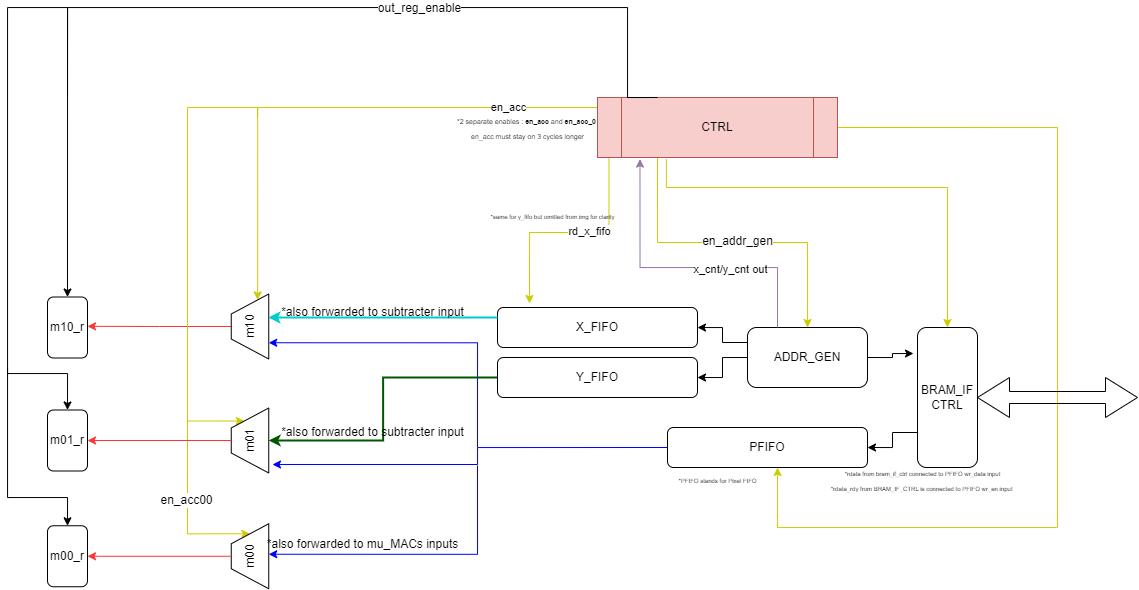 out_reg_enable
en_acc
*2 separate enables : en_acc and en_acc_0
en_acc must stay on 3 cycles longer
CTRL
*same for y_fifo but omitted from img for clarity
rd_x_fifo
en_addr_gen
x_cnt/y_cnt out
m10_r
m10
*also forwarded to subtracter input
X_FIFO
ADDR_GEN
Y_FIFO
BRAM_IF
CTRL
m01_r
m01
*also forwarded to subtracter input
PFIFO
*PFIFO stands for Pixel FIFO
*rdata from bram_if_ctrl connected to PFIFO wr_data input
*rdata_rdy from BRAM_IF_CTRL is connected to PFIFO wr_en input
en_acc00
m00_r
m00
*also forwarded to mu_MACs inputs